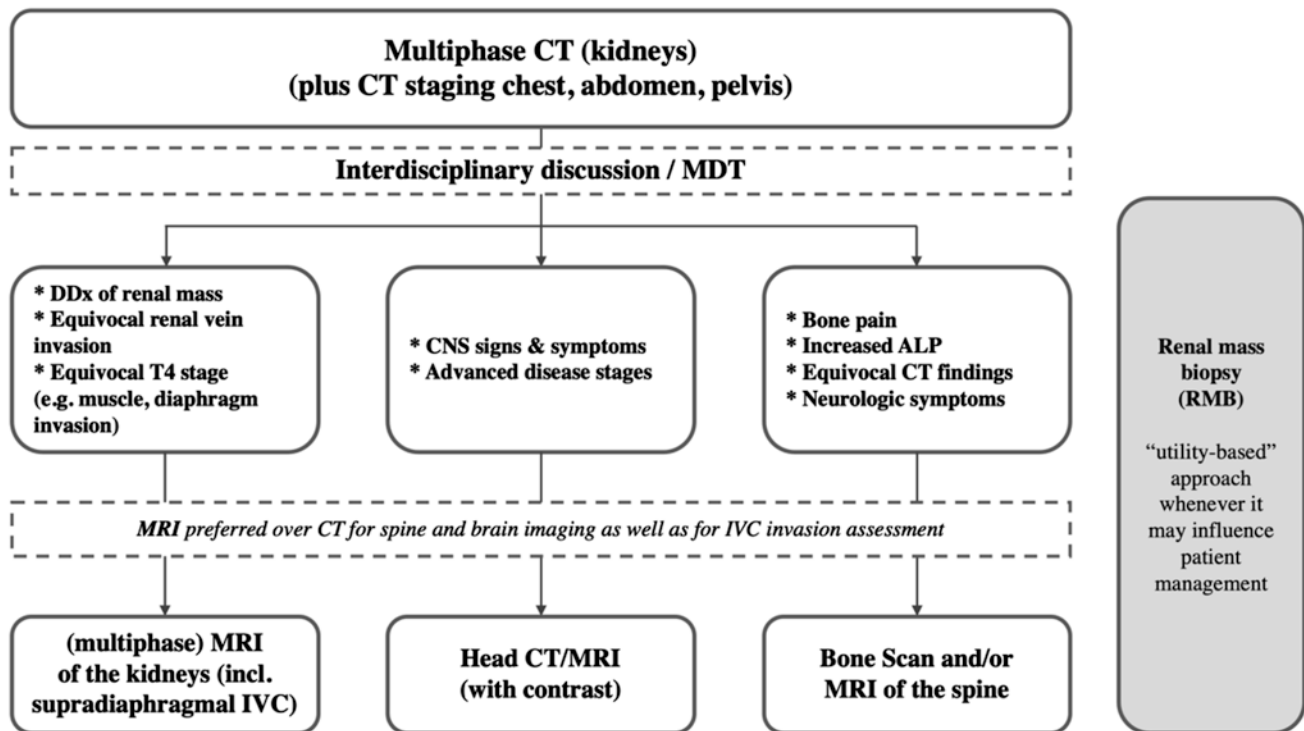 Multiphase CT (kidneys)
(plus CT staging chest, abdomen, pelvis)
Interdisciplinary discussion / MDT
* DDx of renal mass
* Equivocal renal vein
invasion
* Equivocal T4 stage
(e.g. muscle, diaphragm
invasion)
* CNS signs & symptoms
* Advanced disease stages
* Bone pain
* Increased ALP
* Equivocal CT findings
* Neurologic symptoms
MRI preferred over CT for spine and brain imaging as well as for IVC invasion assessment
(multiphase) MRI
of the kidneys (incl.
supradiaphragmal IVC)
Head CT/MRI
(with contrast)
Bone Scan and/or
MRI of the spine
Renal mass
biopsy
(RMB)
“utility-based”
approach
whenever it
may influence
patient
management